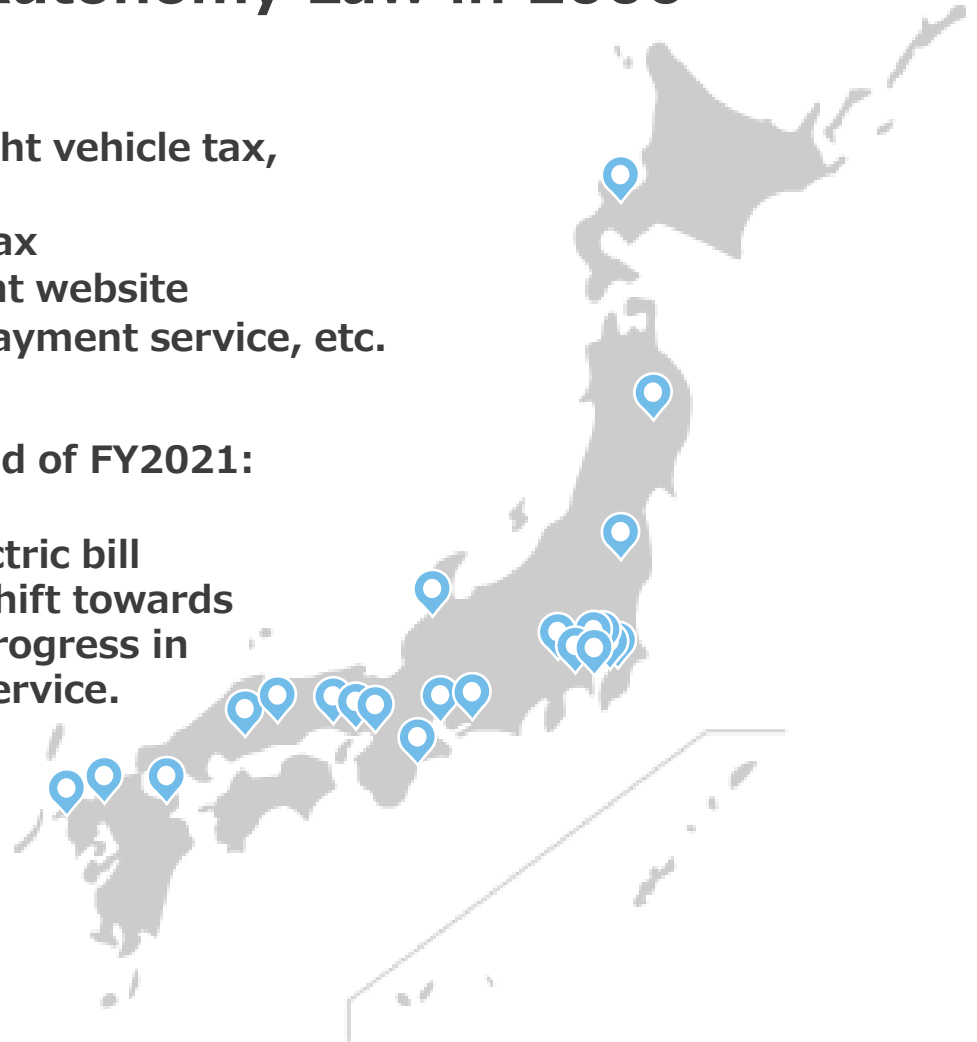 ht vehicle tax,
ax
nt website
ayment service, etc.
d of FY2021:
ctric bill
hift towards
rogress in
ervice.